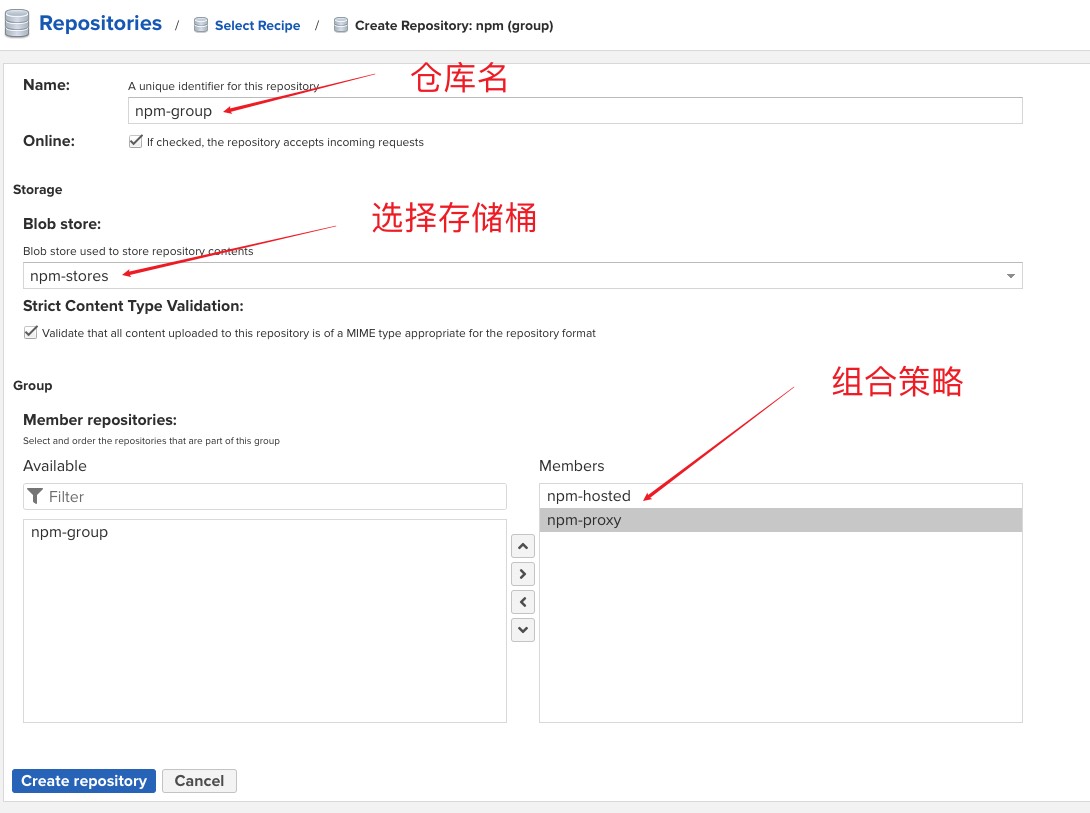 Repositories / Select Recipe / Create Repository: npm (group)
Name: A unique identifier for this repository 仓库名
npm-group
Online: If checked, the repository accepts incoming requests
Storage
Blob store: 选择存储桶
Blob store used to store repository contents
npm-stores
Strict Content Type Validation:
Validate that all content uploaded to this repository is of a MIME type appropriate for the repository format
Group
组合策略
Member repositories:
Select and order the repositories that are part of this group
Available
Filter
npm-group
Members
npm-hosted
npm-proxy
Create repository Cancel